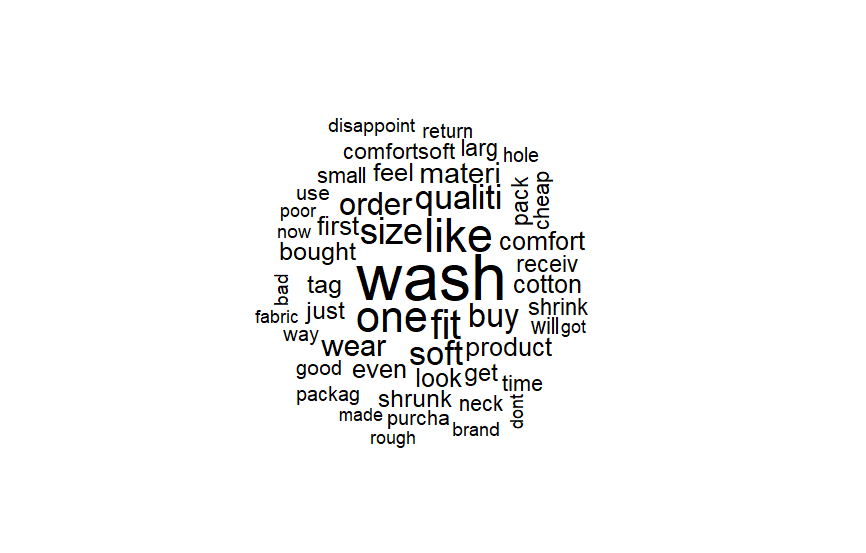 disappoint return
comfortsoft larg hole
small feel materi
use order qualiti pack cheap
poor
now first size like comfort
bought receiv
wash
bad tag cotton
fabric just one fit buy shrink
way will got
wear soft product
good even look get time
packag shrunk neck dont
made purcha brand
rough